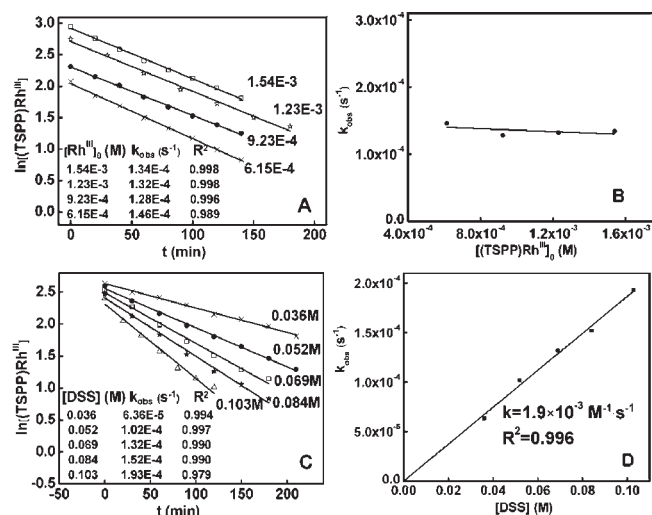 3.0
2.5
2.0
1.5
1.0
0.5
0.0
ln[(TSPP)Rh^III]
1.54E-3
1.23E-3
9.23E-4
6.15E-4
[Rh^III]_0 (M) k_obs (s^-1) R^2
1.54E-3 1.34E-4 0.998
1.23E-3 1.32E-4 0.998
9.23E-4 1.28E-4 0.996
6.15E-4 1.46E-4 0.989
A
0 50 100 150 200
t (min)
3.0x10^-4
2.0x10^-4
1.0x10^-4
0.0
k_obs (s^-1)
B
4.0x10^-4 8.0x10^-4 1.2x10^-3 1.6x10^-3
[(TSPP)Rh^III]_0 (M)
2.5
2.0
1.5
1.0
0.5
0.0
-0.5
ln[(TSPP)Rh^III]
0.036M
0.052M
0.069M
0.084M
0.103M
[DSS] (M) k_obs (s^-1) R^2
0.036 6.36E-5 0.994
0.052 1.02E-4 0.997
0.069 1.32E-4 0.990
0.084 1.52E-4 0.990
0.103 1.93E-4 0.979
C
-50 0 50 100 150 200
t (min)
2.0x10^-4
1.5x10^-4
1.0x10^-4
5.0x10^-5
0.0
k_obs (s^-1)
k=1.9×10^-3 M^-1 s^-1
R^2=0.996
D
0.00 0.02 0.04 0.06 0.08 0.10
[DSS] (M)